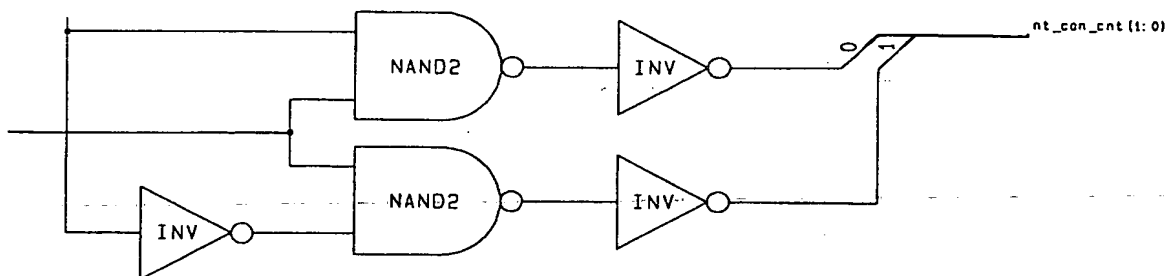 nt_con_cnt (1:0)
0
1
NAND2
INV
NAND2
INV
INV